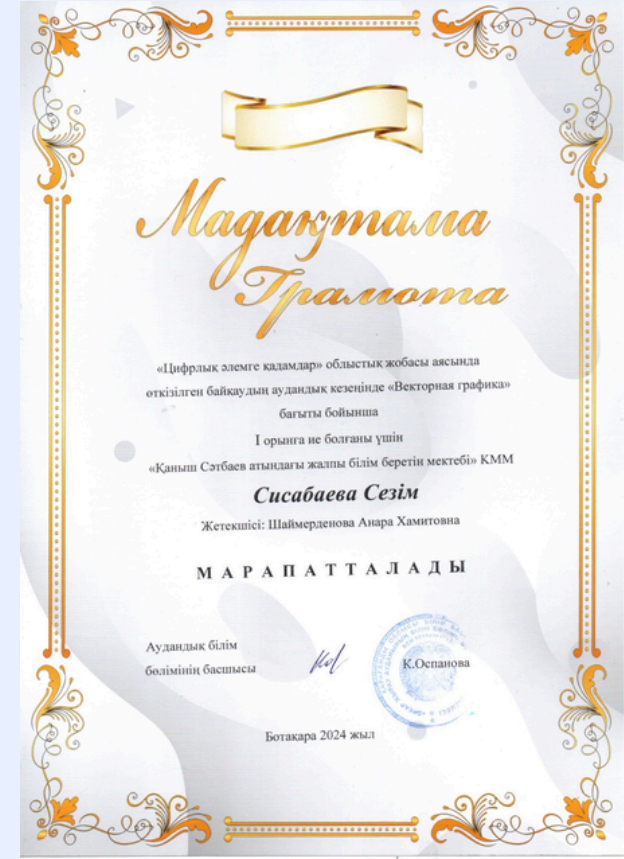 Мадақтама
Грамота
«Цифрлық әлемге қадамдар» облыстық жобасы аясында
өткізілген байқаудың аудандық кезеңінде «Векторная графика»
бағыты бойынша
I орынға ие болғаны үшін
«Қаныш Сәтбаев атындағы жалпы білім беретін мектебі» КММ
Сисабаева Сезім
Жетекшісі: Шаймерденова Анара Хамитовна
МАРАПАТТАЛАДЫ
Аудандық білім
бөлімінің басшысы
К.Оспанова
Ботақара 2024 жыл